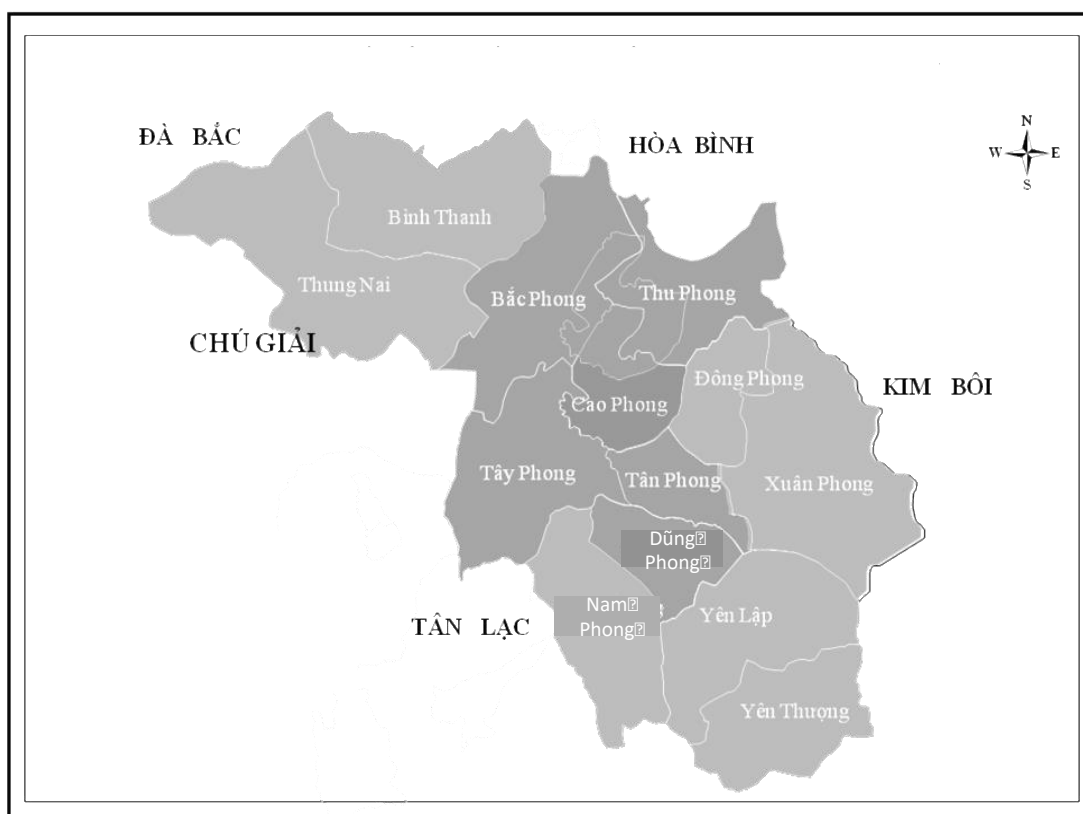 ĐÀ BẮC
HÒA BÌNH
N
W E
S
Bình Thanh
Thung Nai
Bắc Phong
Thu Phong
CHÚ GIẢI
Đông Phong
KIM BÔI
Cao Phong
Tây Phong
Tân Phong
Xuân Phong
Dũng
Phong
Nam
Phong
TÂN LẠC
Yên Lập
Yên Thượng